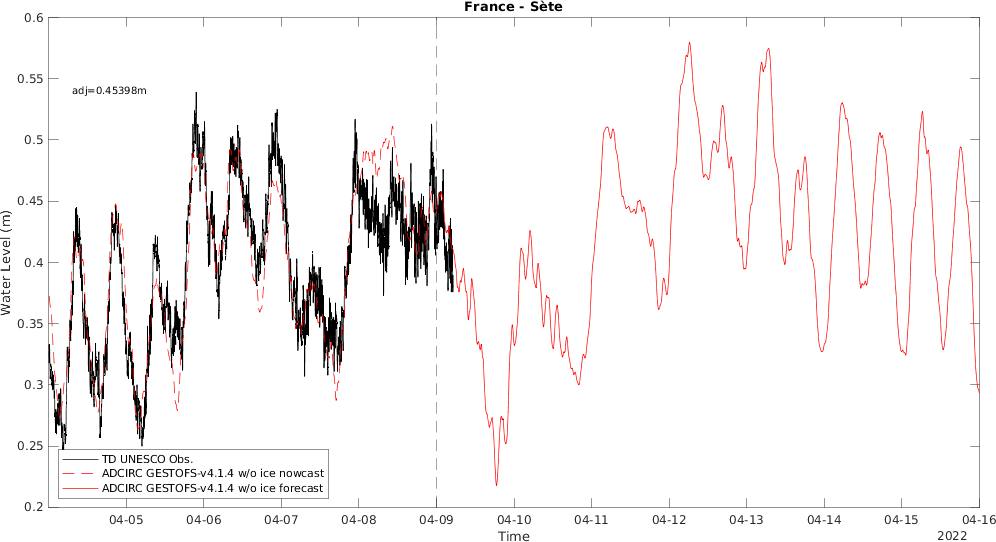 France - Sète
0.6
0.55
0.5
0.45
0.4
0.35
0.3
0.25
0.2
Water Level (m)
adj=0.45398m
TD UNESCO Obs.
ADCIRC GESTOFS-v4.1.4 w/o ice nowcast
ADCIRC GESTOFS-v4.1.4 w/o ice forecast
04-05 04-06 04-07 04-08 04-09 04-10 04-11 04-12 04-13 04-14 04-15 04-16
Time
2022